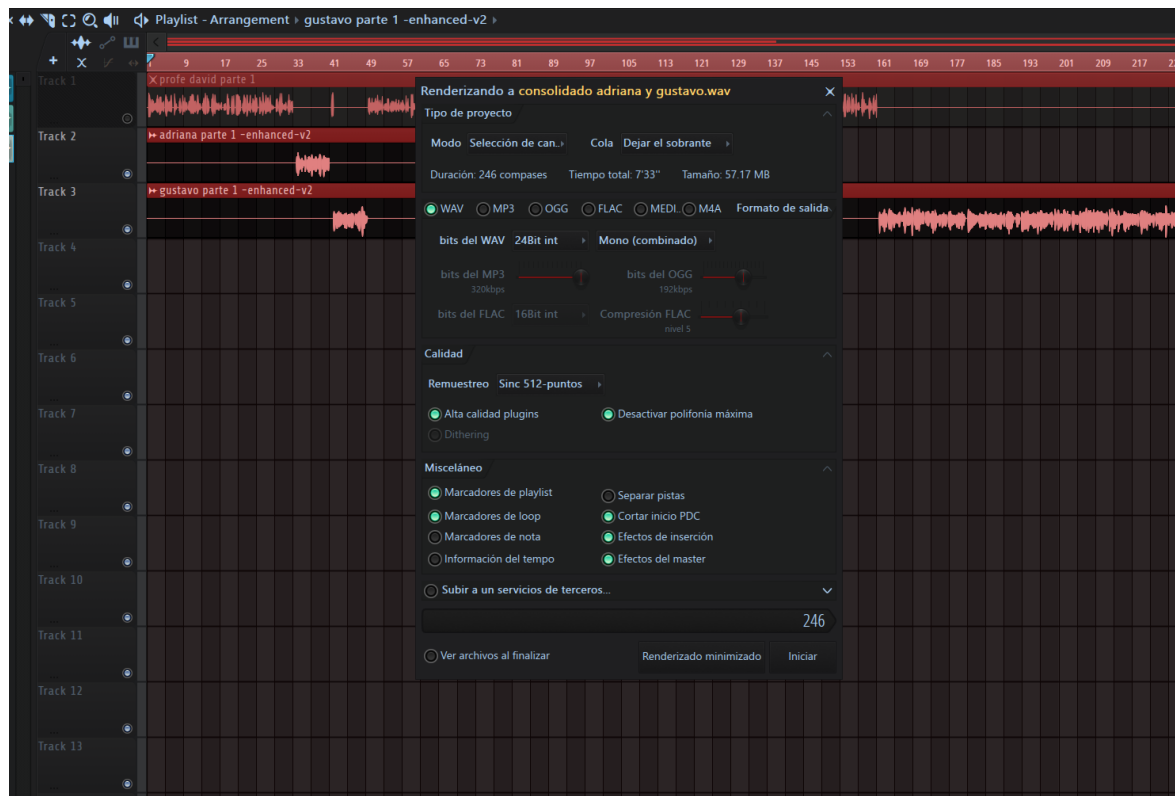 Playlist - Arrangement › gustavo parte 1 -enhanced-v2 ›
9 17 25 33 41 49 57 65 73 81 89 97 105 113 121 129 137 145 153 161 169 177 185 193 201 209 217
Track 1
profe david parte 1
Track 2
adriana parte 1 -enhanced-v2
Track 3
gustavo parte 1 -enhanced-v2
Track 4
Track 5
Track 6
Track 7
Track 8
Track 9
Track 10
Track 11
Track 12
Track 13
Renderizando a consolidado adriana y gustavo.wav
Tipo de proyecto
Modo Selección de can.. Cola Dejar el sobrante
Duración: 246 compases Tiempo total: 7'33'' Tamaño: 57.17 MB
WAV MP3 OGG FLAC MEDI.. M4A Formato de salida
bits del WAV 24Bit int Mono (combinado)
bits del MP3 bits del OGG
320kbps 192kbps
bits del FLAC 16Bit int Compresión FLAC
nivel 5
Calidad
Remuestreo Sinc 512-puntos
Alta calidad plugins Desactivar polifonía máxima
Dithering
Misceláneo
Marcadores de playlist Separar pistas
Marcadores de loop Cortar inicio PDC
Marcadores de nota Efectos de inserción
Información del tempo Efectos del master
Subir a un servicios de terceros...
246
Ver archivos al finalizar Renderizado minimizado Iniciar